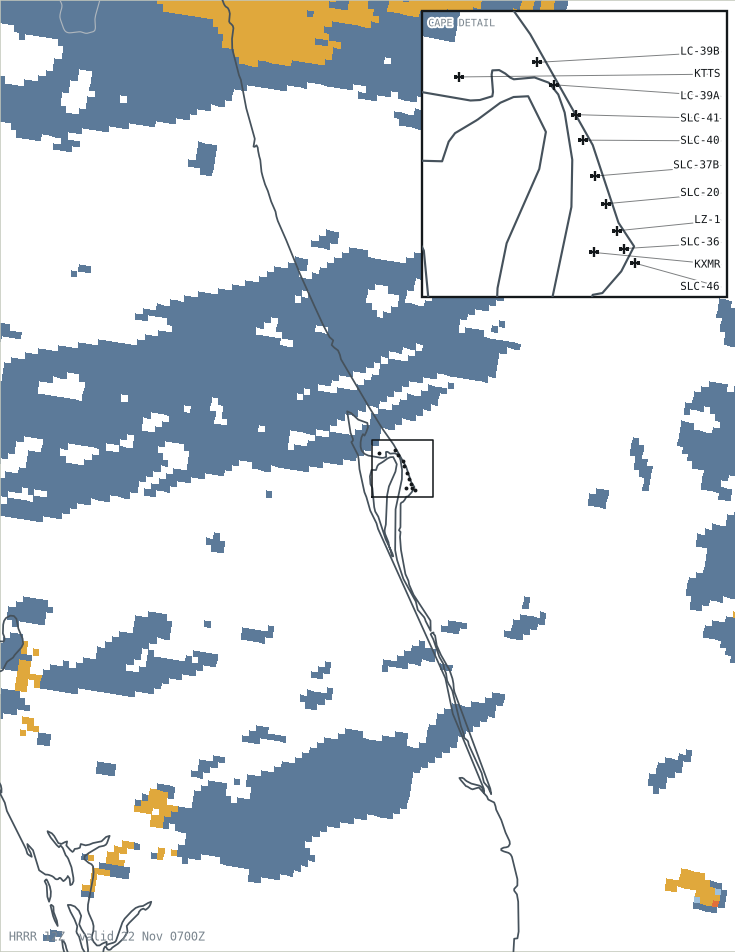 CAPE DETAIL
LC-39B
KTTS
LC-39A
SLC-41
SLC-40
SLC-37B
SLC-20
LZ-1
SLC-36
KXMR
SLC-46
HRRR valid 22 Nov 0700Z